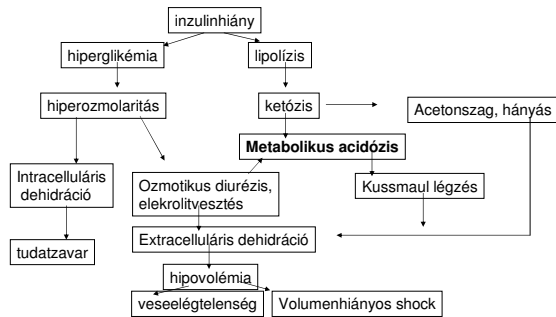 inzulinhiány
hiperglikémia
lipolízis
hiperozmolaritás
ketózis
Acetonszag, hányás
Metabolikus acidózis
Intracelluláris
dehidráció
Ozmotikus diurézis,
elekrolitvesztés
Kussmaul légzés
tudatzavar
Extracelluláris dehidráció
hipovolémia
veseelégtelenség
Volumenhiányos shock